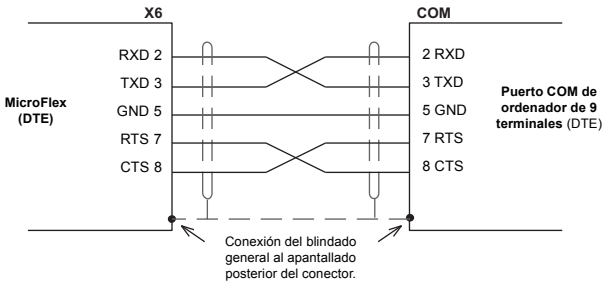 X6
COM
RXD 2
2 RXD
TXD 3
3 TXD
MicroFlex
(DTE)
GND 5
5 GND
Puerto COM de
ordenador de 9
terminales (DTE)
RTS 7
7 RTS
CTS 8
8 CTS
Conexión del blindado
general al apantallado
posterior del conector.